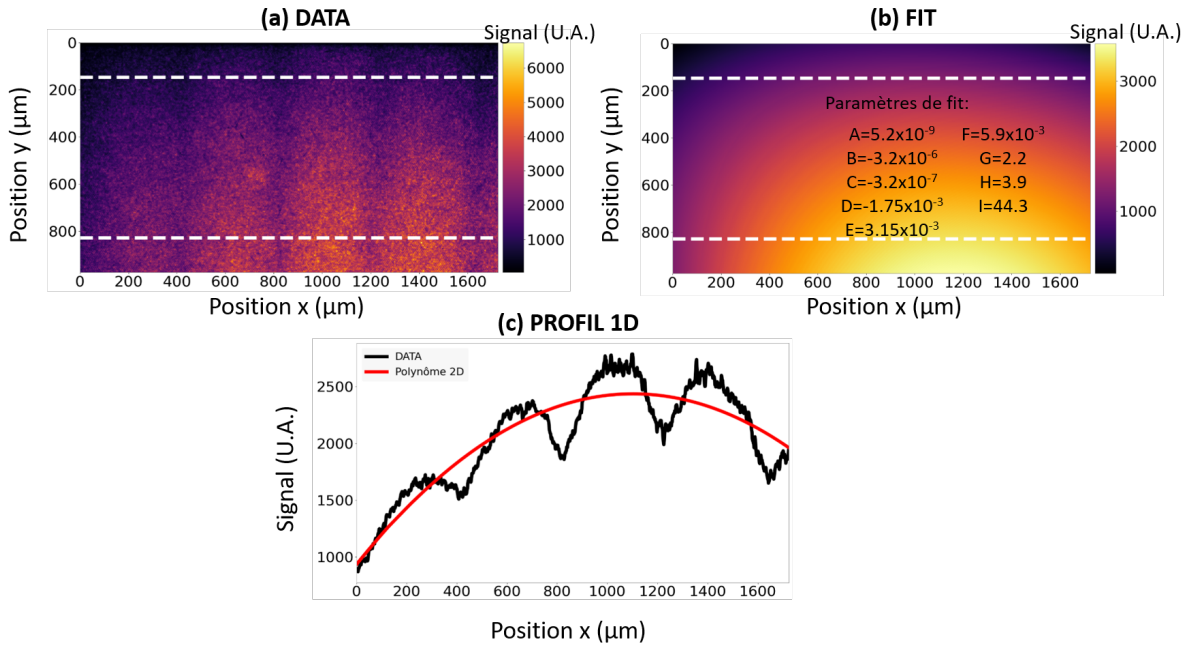 (a) DATA
Signal (U.A.)
0
200
400
600
800
Position y (µm)
0 200 400 600 800 1000 1200 1400 1600
Position x (µm)
6000
5000
4000
3000
2000
1000
(b) FIT
Signal (U.A.)
0
200
400
600
800
Position y (µm)
Paramètres de fit:
A=5.2x10⁻⁹ F=5.9x10⁻³
B=-3.2x10⁻⁶ G=2.2
C=-3.2x10⁻⁷ H=3.9
D=-1.75x10⁻³ I=44.3
E=3.15x10⁻³
0 200 400 600 800 1000 1200 1400 1600
Position x (µm)
3000
2000
1000
(c) PROFIL 1D
DATA
Polynôme 2D
2500
2000
1500
1000
Signal (U.A.)
0 200 400 600 800 1000 1200 1400 1600
Position x (µm)